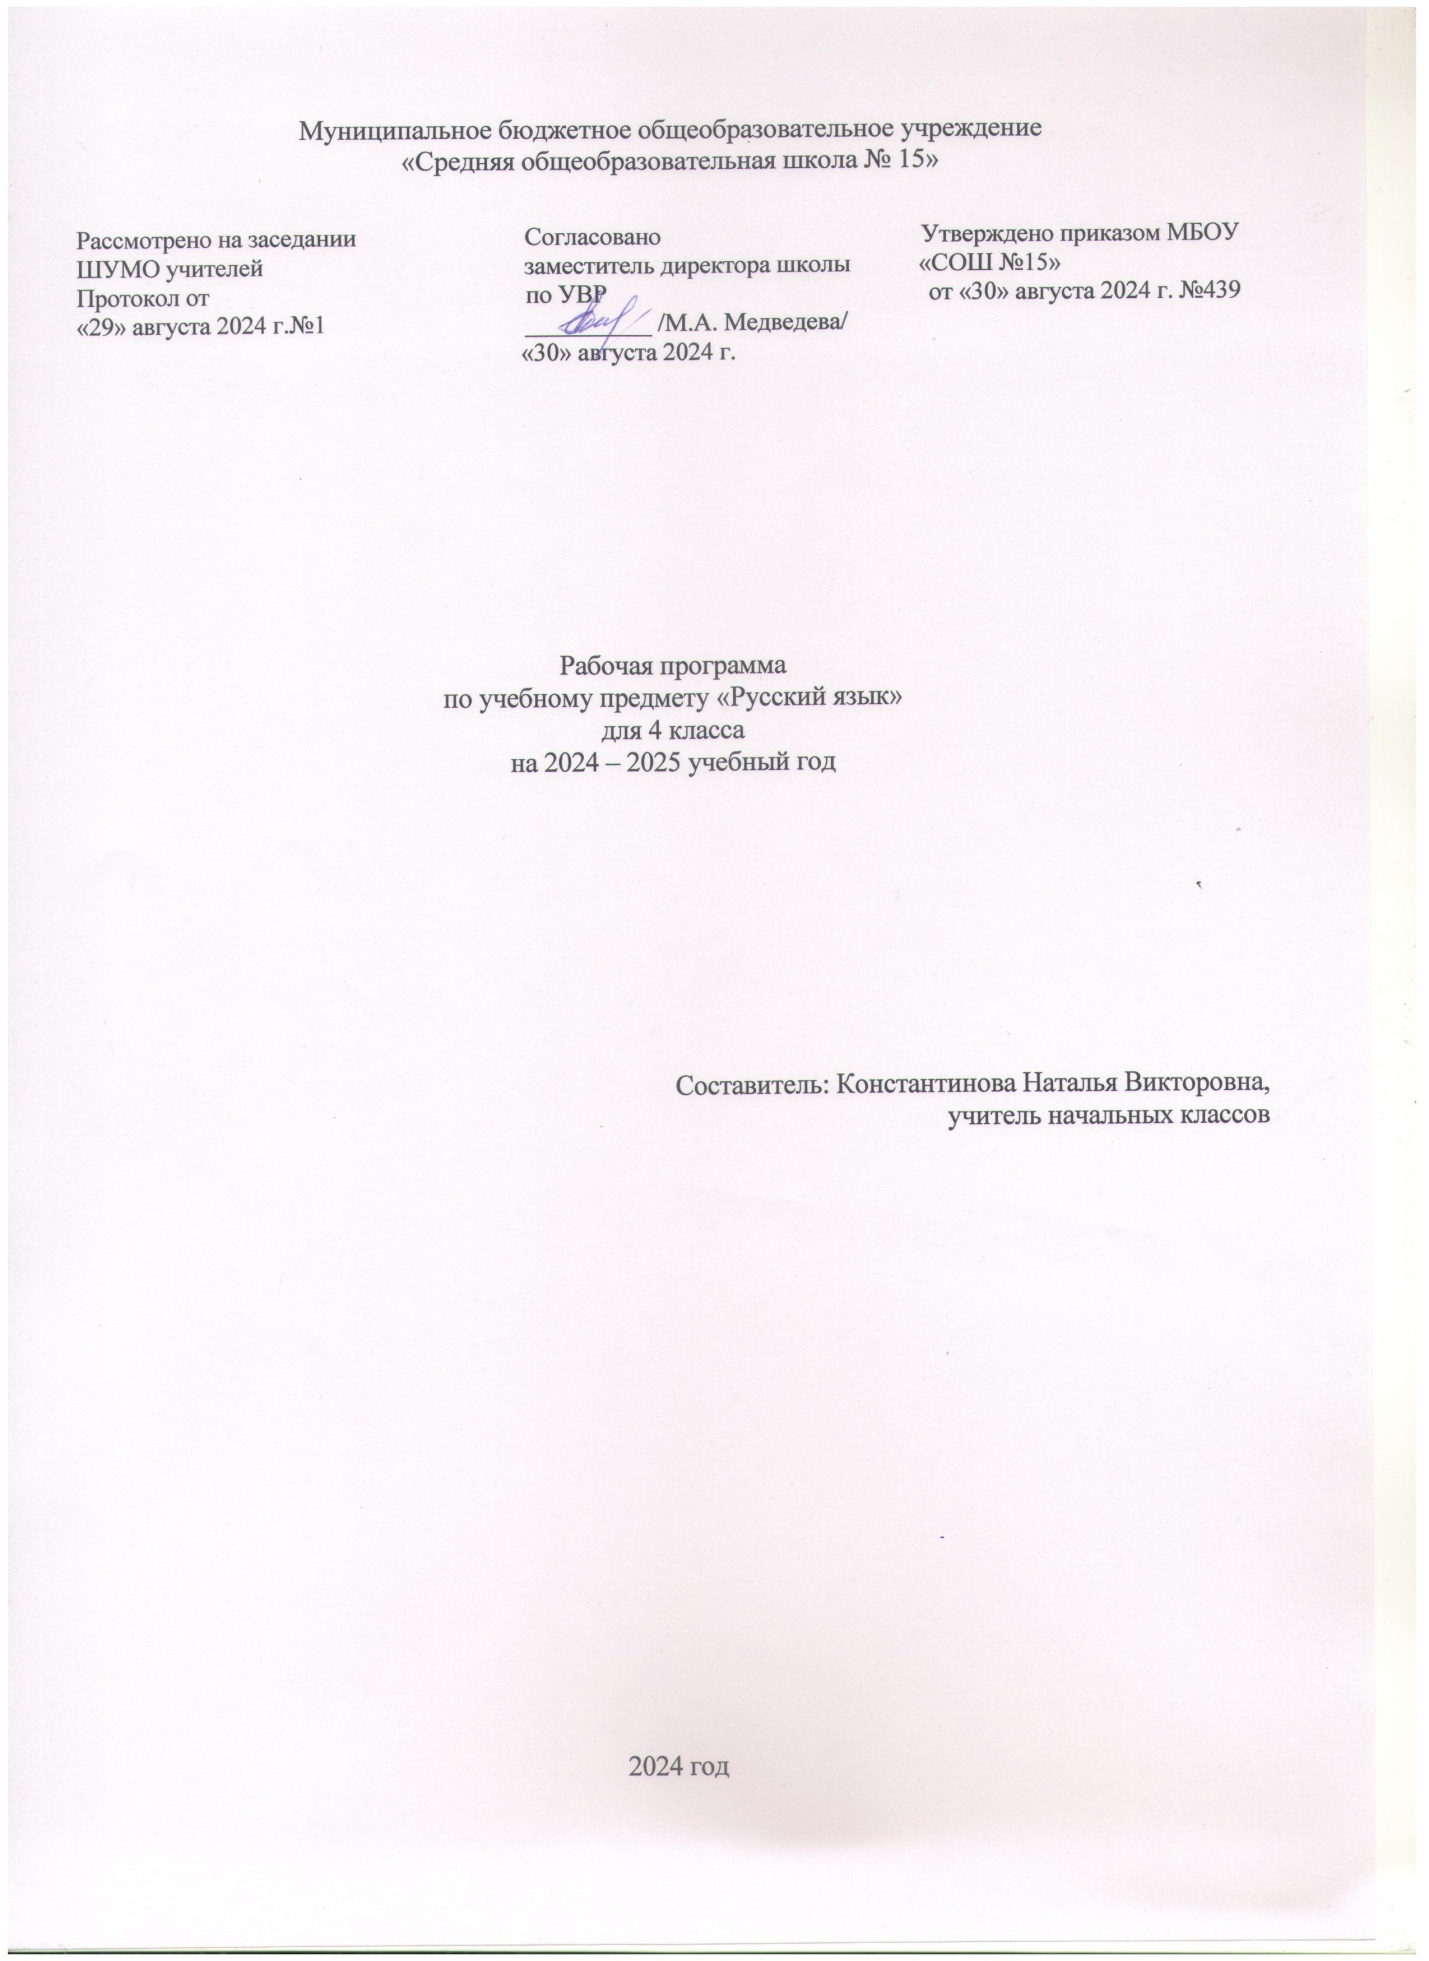 Муниципальное бюджетное общеобразовательное учреждение
«Средняя общеобразовательная школа № 15»
Рассмотрено на заседании
ШУМО учителей
Протокол от
«29» августа 2024 г.№1
Согласовано
заместитель директора школы
по УВР
____________ /М.А. Медведева/
«30» августа 2024 г.
Утверждено приказом МБОУ
«СОШ №15»
от «30» августа 2024 г. №439
Рабочая программа
по учебному предмету «Русский язык»
для 4 класса
на 2024 – 2025 учебный год
Составитель: Константинова Наталья Викторовна,
учитель начальных классов
2024 год